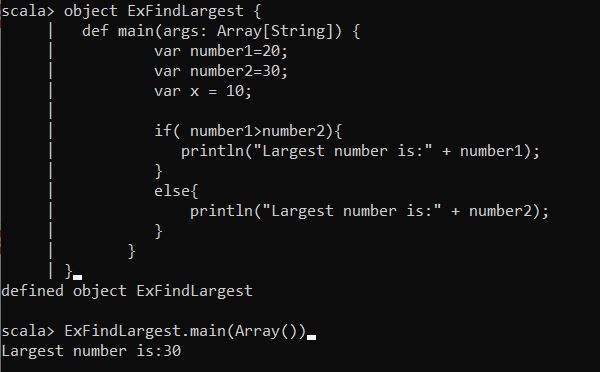 scala> object ExFindLargest {
     |   def main(args: Array[String]) {
     |          var number1=20;
     |          var number2=30;
     |          var x = 10;
     |
     |          if( number1>number2){
     |             println("Largest number is:" + number1);
     |          }
     |          else{
     |              println("Largest number is:" + number2);
     |          }
     |       }
     | }
defined object ExFindLargest

scala> ExFindLargest.main(Array())
Largest number is:30